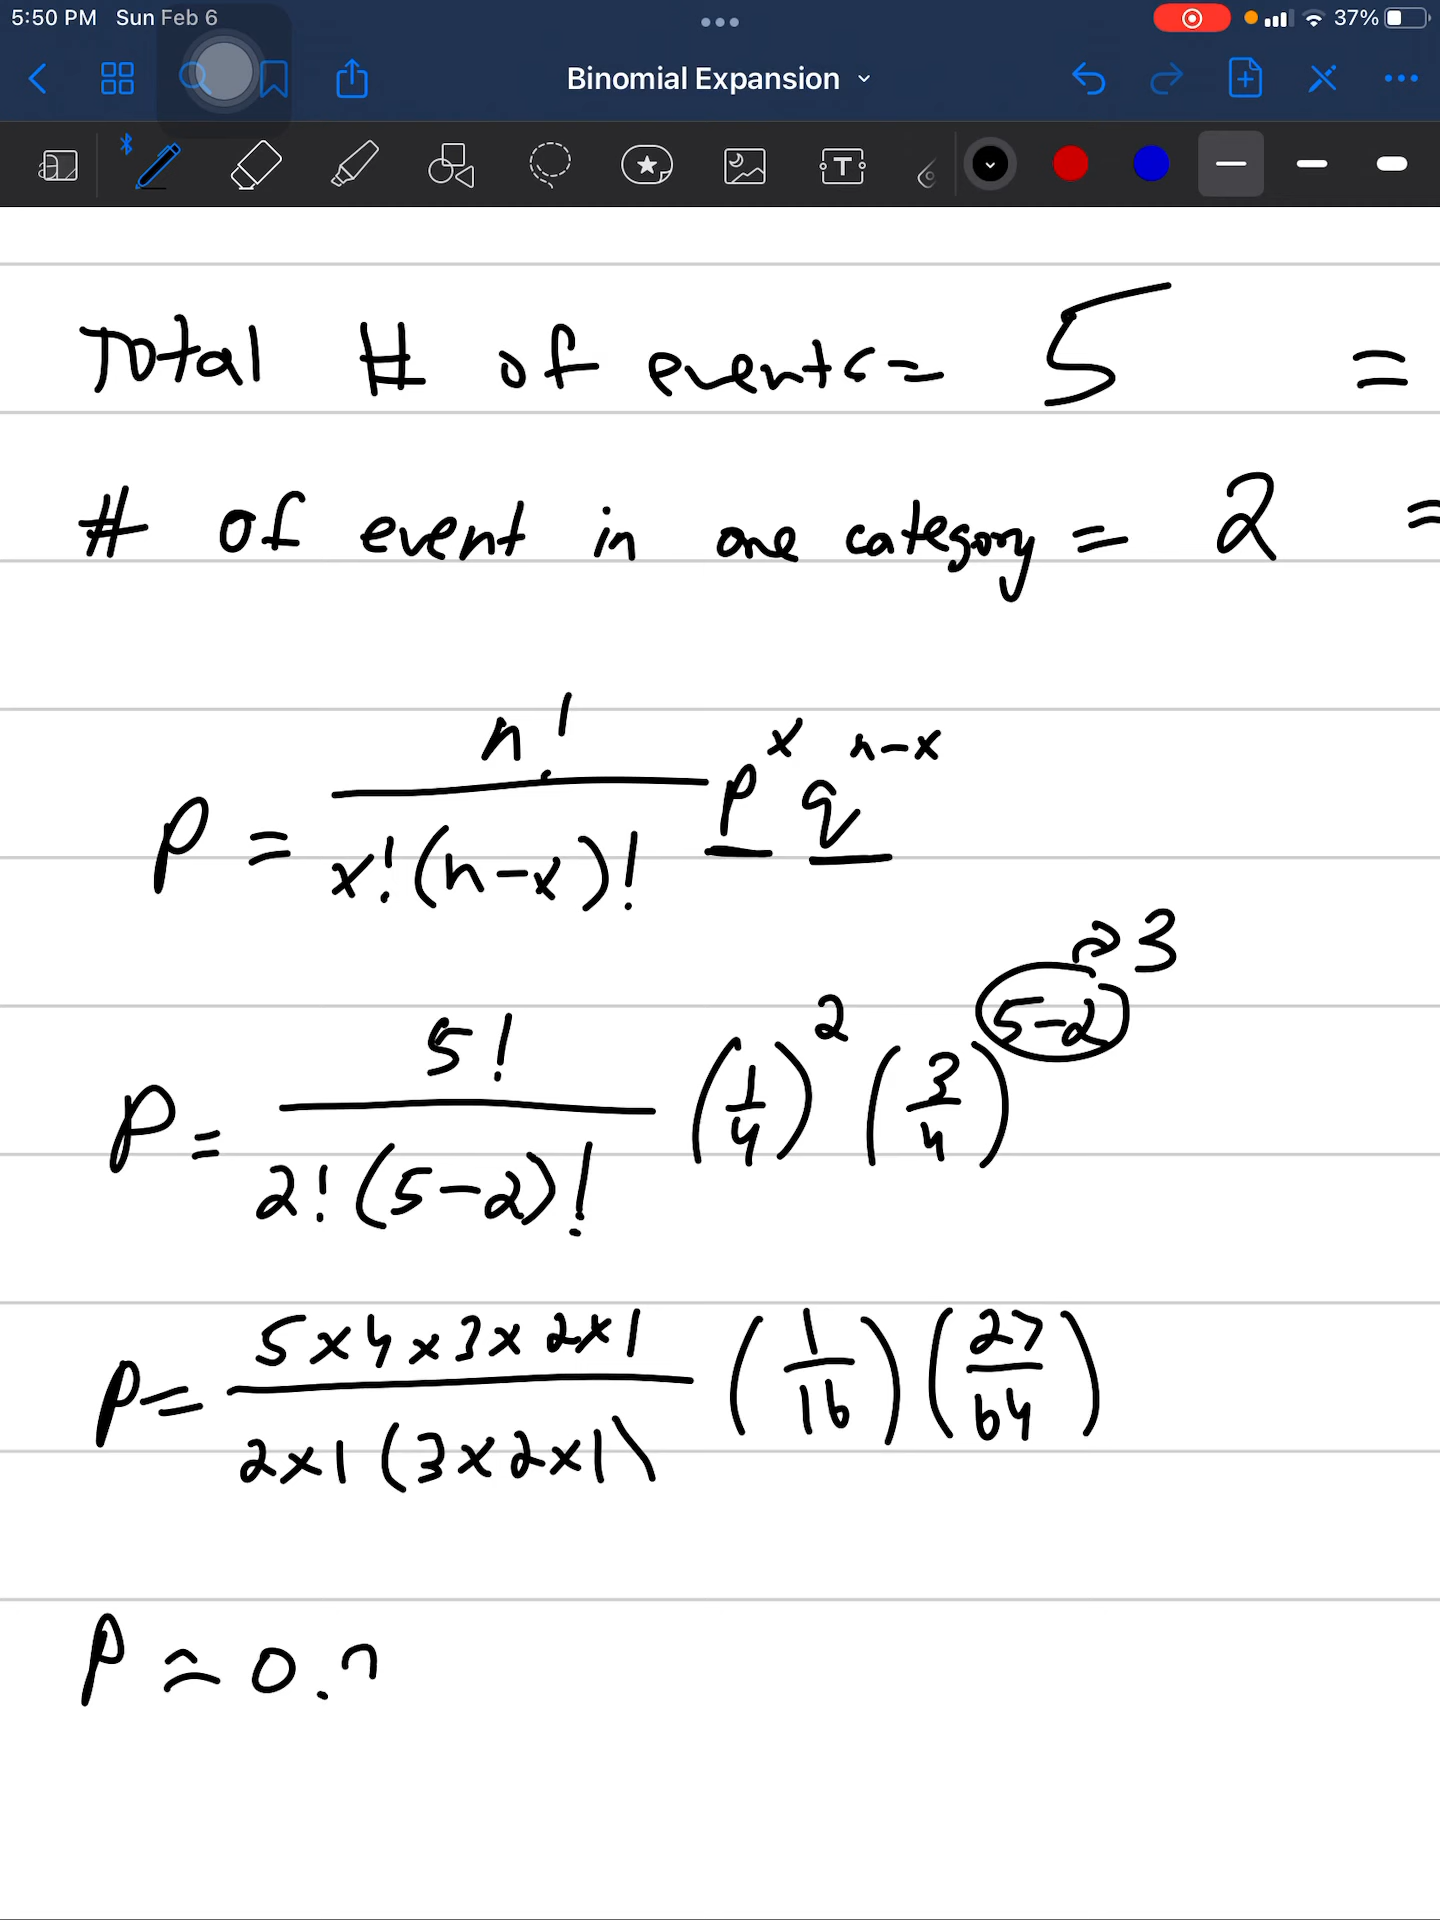 5:50 PM Sun Feb 6 37%
Binomial Expansion
Total # of events = 5 =
# of event in one category = 2 =
P = n! / x!(n-x)! p^x q^(n-x)
3
P = 5! / 2!(5-2)! (1/4)^2 (3/4)^(5-2)
P = 5x4x3x2x1 / 2x1(3x2x1) (1/16) (27/64)
P = 0.